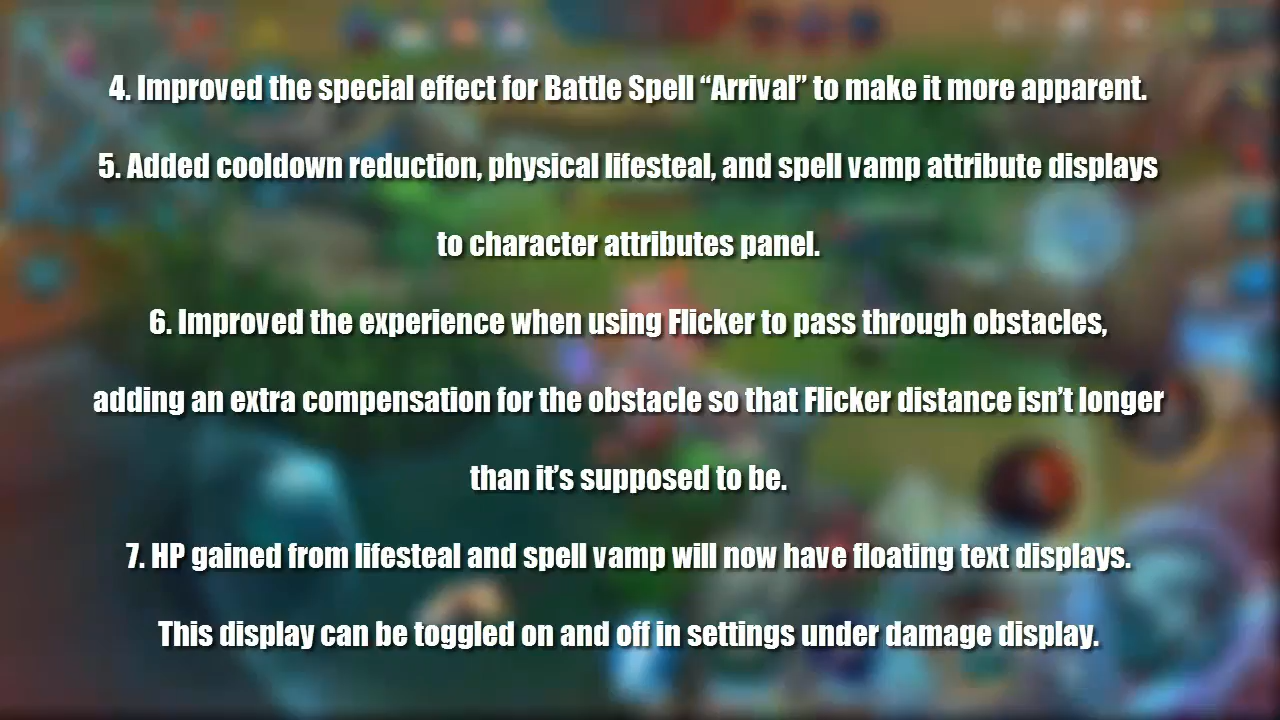 4. Improved the special effect for Battle Spell “Arrival” to make it more apparent.
5. Added cooldown reduction, physical lifesteal, and spell vamp attribute displays
to character attributes panel.
6. Improved the experience when using Flicker to pass through obstacles,
adding an extra compensation for the obstacle so that Flicker distance isn’t longer
than it’s supposed to be.
7. HP gained from lifesteal and spell vamp will now have floating text displays.
This display can be toggled on and off in settings under damage display.